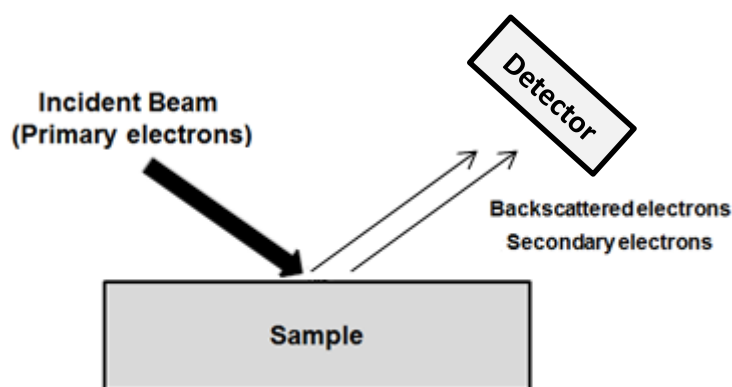 Detector
Incident Beam
(Primary electrons)
Backscattered electrons
Secondary electrons
Sample